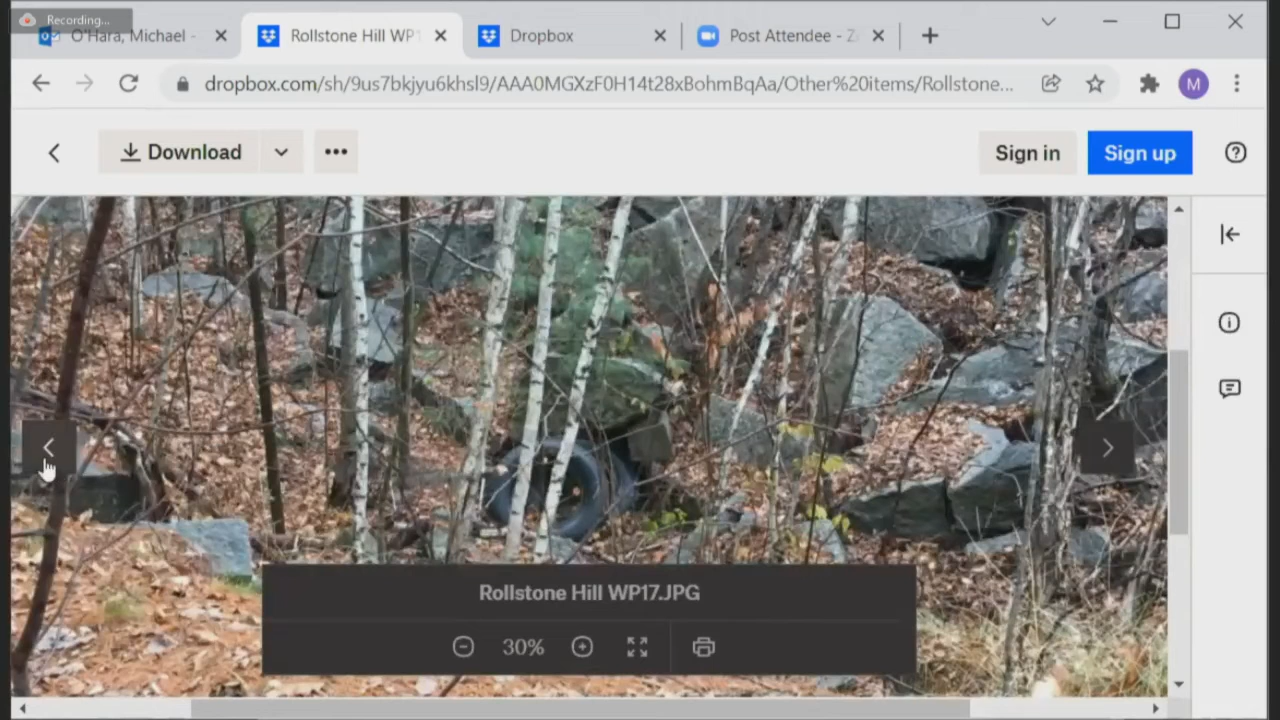 Recording...
O'Hara, Michael -
Rollstone Hill WP1
Dropbox
Post Attendee - Z
dropbox.com/sh/9us7bkjyu6khsl9/AAA0MGXzF0H14t28xBohmBqAa/Other%20items/Rollstone...
M
Download
Sign in
Sign up
Rollstone Hill WP17.JPG
30%